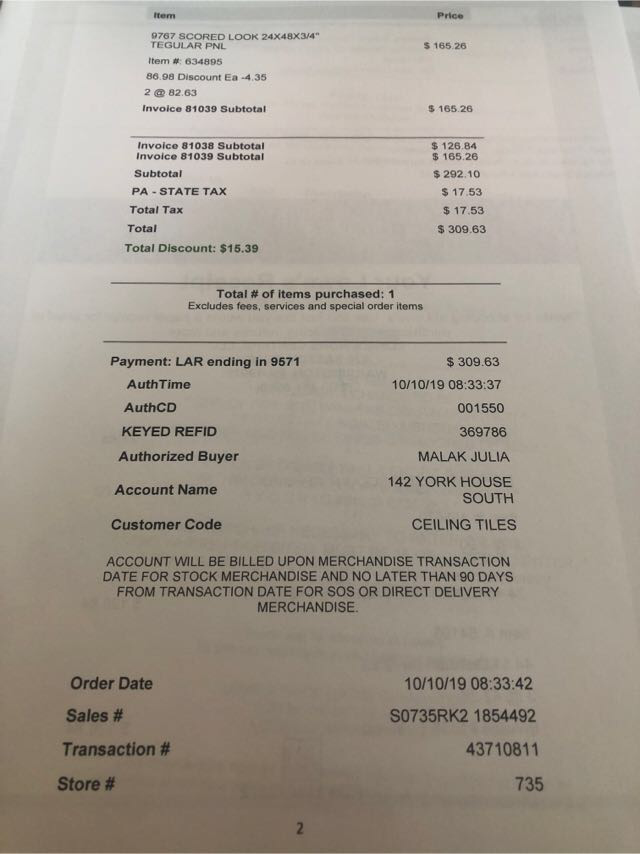 Item Price
9767 SCORED LOOK 24X48X3/4"
TEGULAR PNL $ 165.26
Item #: 634895
86.98 Discount Ea -4.35
2 @ 82.63
Invoice 81039 Subtotal $ 165.26
Invoice 81038 Subtotal $ 126.84
Invoice 81039 Subtotal $ 165.26
Subtotal $ 292.10
PA - STATE TAX $ 17.53
Total Tax $ 17.53
Total $ 309.63
Total Discount: $15.39
Total # of items purchased: 1
Excludes fees, services and special order items
Payment: LAR ending in 9571 $ 309.63
AuthTime 10/10/19 08:33:37
AuthCD 001550
KEYED REFID 369786
Authorized Buyer MALAK JULIA
Account Name 142 YORK HOUSE
SOUTH
Customer Code CEILING TILES
ACCOUNT WILL BE BILLED UPON MERCHANDISE TRANSACTION
DATE FOR STOCK MERCHANDISE AND NO LATER THAN 90 DAYS
FROM TRANSACTION DATE FOR SOS OR DIRECT DELIVERY
MERCHANDISE.
Order Date 10/10/19 08:33:42
Sales # S0735RK2 1854492
Transaction # 43710811
Store # 735
2